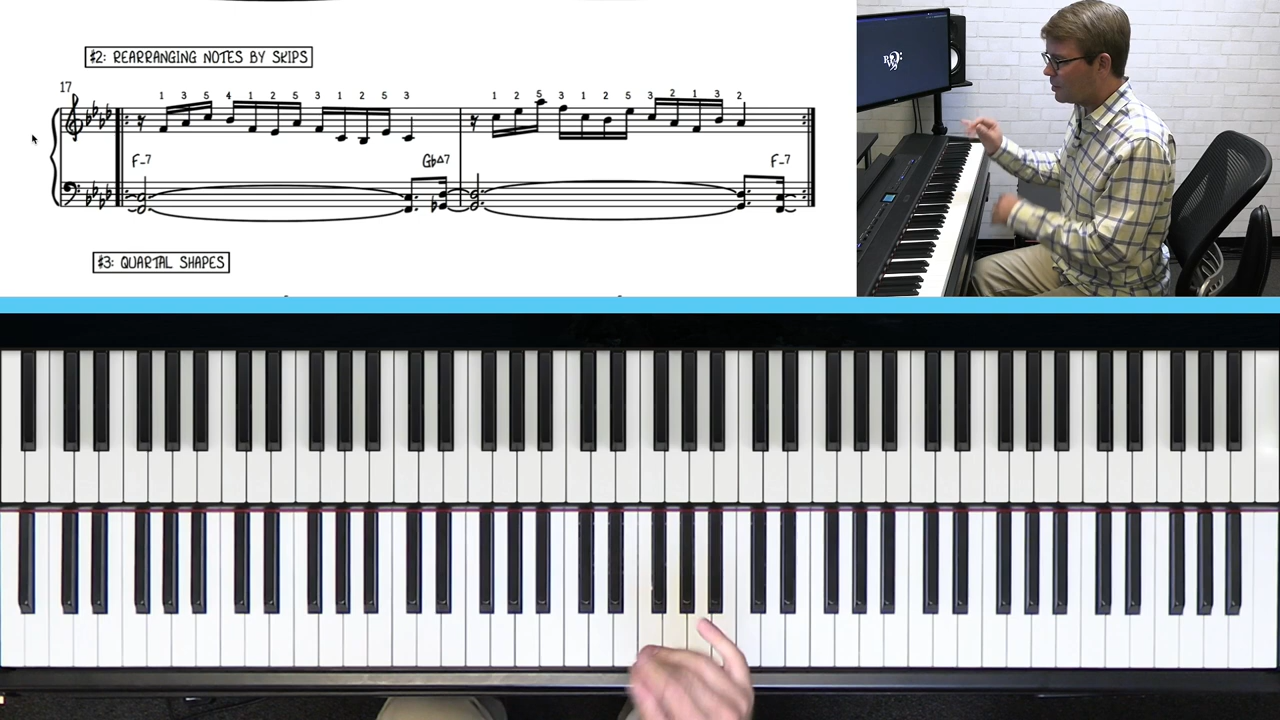 #2: REARRANGING NOTES BY SKIPS
17
1 3 5 4 1 2 5 3 1 2 5 3 1 2 5 3 1 2 5 3 2 1 3 2
F-7 Gb△7 F-7
#3: QUARTAL SHAPES